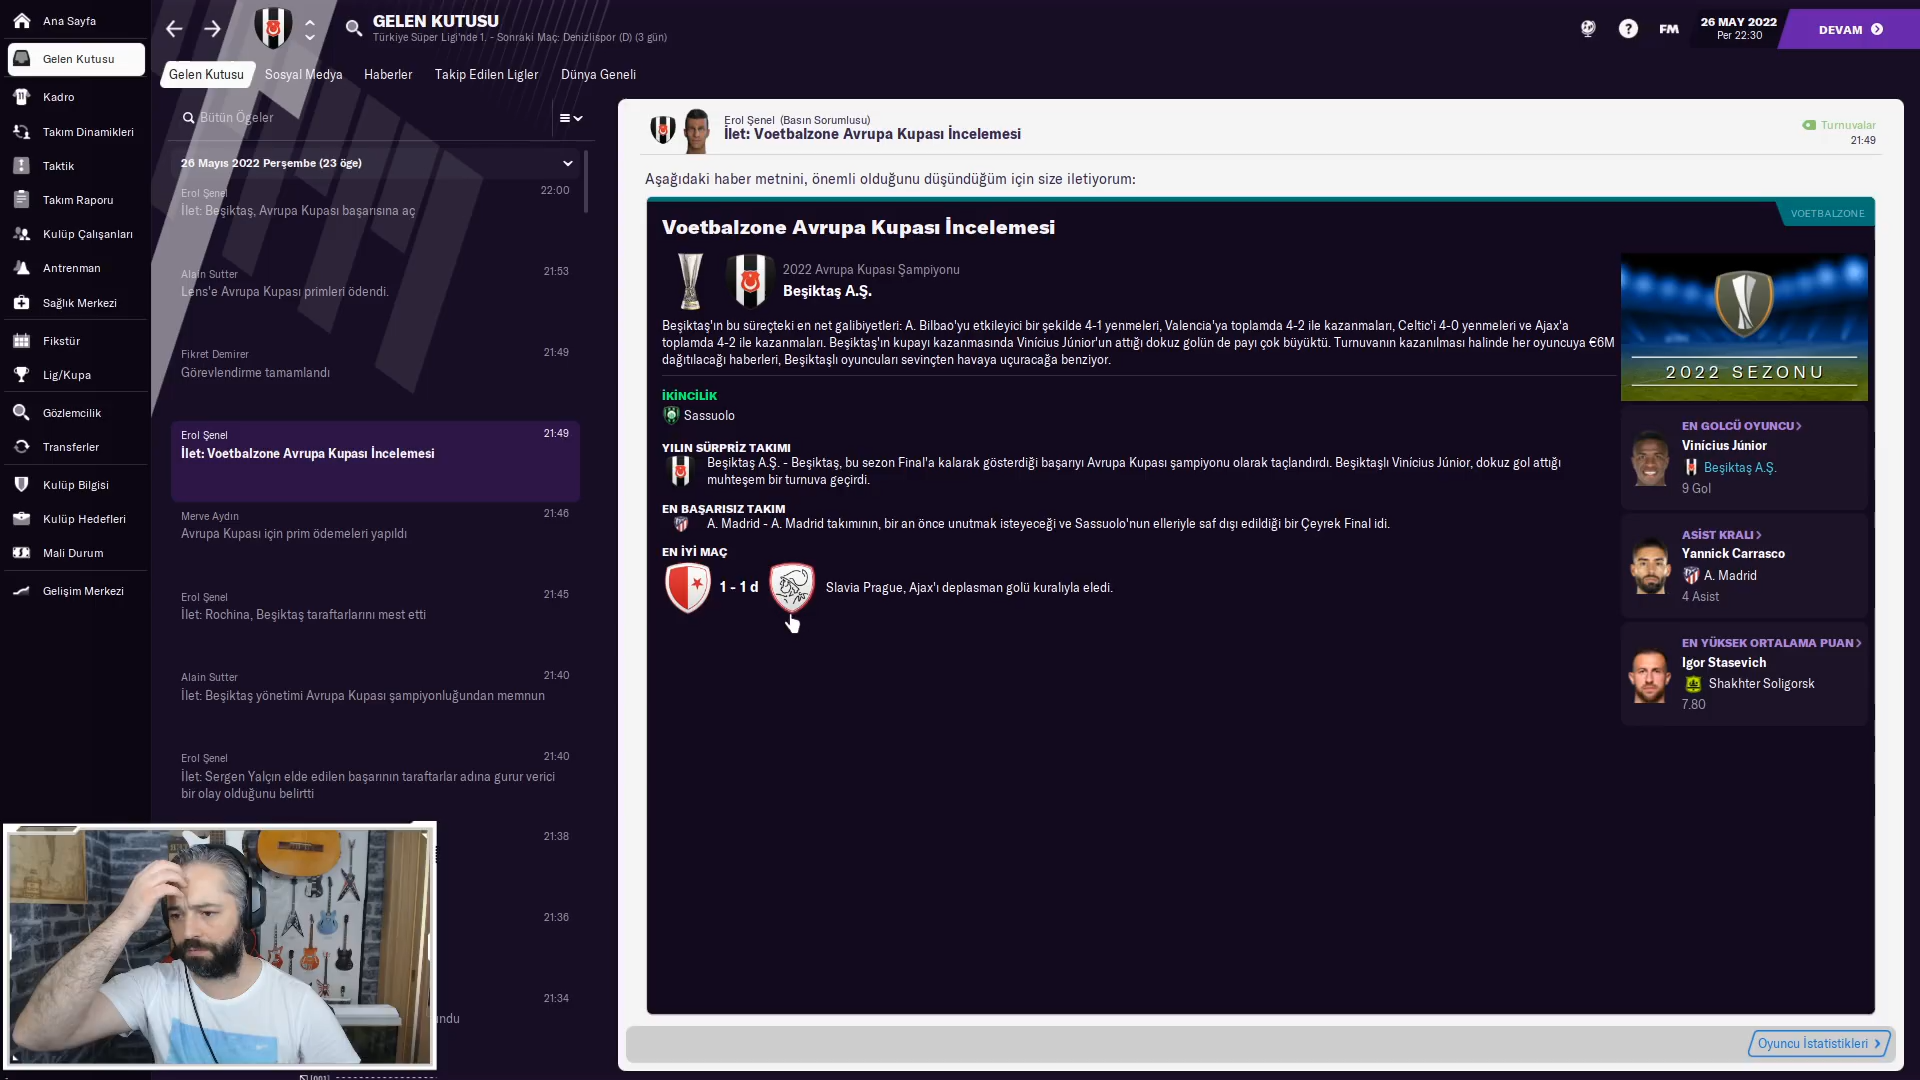 Ana Sayfa
Gelen Kutusu
Kadro
Takım Dinamikleri
Taktik
Takım Raporu
Kulüp Çalışanları
Antrenman
Sağlık Merkezi
Fikstür
Lig/Kupa
Gözlemcilik
Transferler
Kulüp Bilgisi
Kulüp Hedefleri
Mali Durum
Gelişim Merkezi
GELEN KUTUSU
Türkiye Süper Ligi'nde 1. - Sonraki Maç: Denizlispor (D) (3 gün)
FM
26 MAY 2022
Per 22:30
DEVAM
Gelen Kutusu
Sosyal Medya
Haberler
Takip Edilen Ligler
Dünya Geneli
Bütün Ögeler
26 Mayıs 2022 Perşembe (23 öge)
Erol Şenel
22:00
İlet: Beşiktaş, Avrupa Kupası başarısına aç
Alain Sutter
21:53
Lens'e Avrupa Kupası primleri ödendi.
Fikret Demirer
21:49
Görevlendirme tamamlandı
Erol Şenel
21:49
İlet: Voetbalzone Avrupa Kupası İncelemesi
Merve Aydın
21:46
Avrupa Kupası için prim ödemeleri yapıldı
Erol Şenel
21:45
İlet: Rochina, Beşiktaş taraftarlarını mest etti
Alain Sutter
21:40
İlet: Beşiktaş yönetimi Avrupa Kupası şampiyonluğundan memnun
Erol Şenel
21:40
İlet: Sergen Yalçın elde edilen başarının taraftarlar adına gurur verici
bir olay olduğunu belirtti
21:38
21:36
21:34
Erol Şenel (Basın Sorumlusu)
İlet: Voetbalzone Avrupa Kupası İncelemesi
Turnuvalar
21:49
Aşağıdaki haber metnini, önemli olduğunu düşündüğüm için size iletiyorum:
Voetbalzone Avrupa Kupası İncelemesi
VOETBALZONE
2022 Avrupa Kupası Şampiyonu
Beşiktaş A.Ş.
Beşiktaş'ın bu süreçteki en net galibiyetleri: A. Bilbao'yu etkileyici bir şekilde 4-1 yenmeleri, Valencia'ya toplamda 4-2 ile kazanmaları, Celtic'i 4-0 yenmeleri ve Ajax'a
toplamda 4-2 ile kazanmaları. Beşiktaş'ın kupayı kazanmasında Vinícius Júnior'un attığı dokuz golün de payı çok büyüktü. Turnuvanın kazanılması halinde her oyuncuya €6M
dağıtılacağı haberleri, Beşiktaşlı oyuncuları sevinçten havaya uçuracağa benziyor.
İKİNCİLİK
Sassuolo
YILIN SÜRPRİZ TAKIMI
Beşiktaş A.Ş. - Beşiktaş, bu sezon Final'a kalarak gösterdiği başarıyı Avrupa Kupası şampiyonu olarak taçlandırdı. Beşiktaşlı Vinícius Júnior, dokuz gol attığı
muhteşem bir turnuva geçirdi.
EN BAŞARISIZ TAKIM
A. Madrid - A. Madrid takımının, bir an önce unutmak isteyeceği ve Sassuolo'nun elleriyle saf dışı edildiği bir Çeyrek Final idi.
EN İYİ MAÇ
1 - 1 d
Slavia Prague, Ajax'ı deplasman golü kuralıyla eledi.
2022 SEZONU
EN GOLCÜ OYUNCU
Vinícius Júnior
Beşiktaş A.Ş.
9 Gol
ASİST KRALI
Yannick Carrasco
A. Madrid
4 Asist
EN YÜKSEK ORTALAMA PUAN
Igor Stasevich
Shakhter Soligorsk
7.80
Oyuncu İstatistikleri